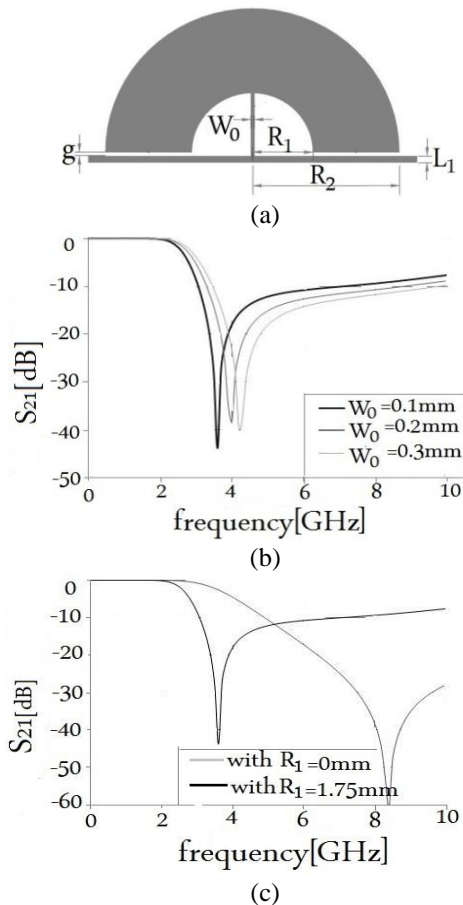 W0
R1
g
R2
L1
(a)
0
-10
-20
-30
-40
-50
S21[dB]
W0=0.1mm
W0=0.2mm
W0=0.3mm
0 2 4 6 8 10
frequency[GHz]
(b)
0
-10
-20
-30
-40
-50
-60
S21[dB]
with R1=0mm
with R1=1.75mm
0 2 4 6 8 10
frequency[GHz]
(c)